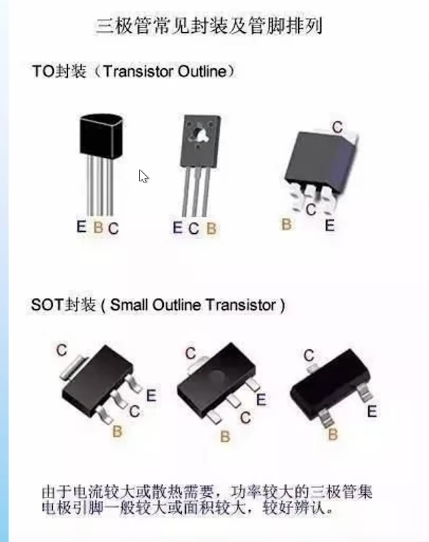 三极管常见封装及管脚排列
TO封装（Transistor Outline）
C
E B C
E C B
C
B E
SOT封装 ( Small Outline Transistor )
C
C
C
E
C
B
E
C
B
E
B
由于电流较大或散热需要，功率较大的三极管集
电极引脚一般较大或面积较大，较好辨认。